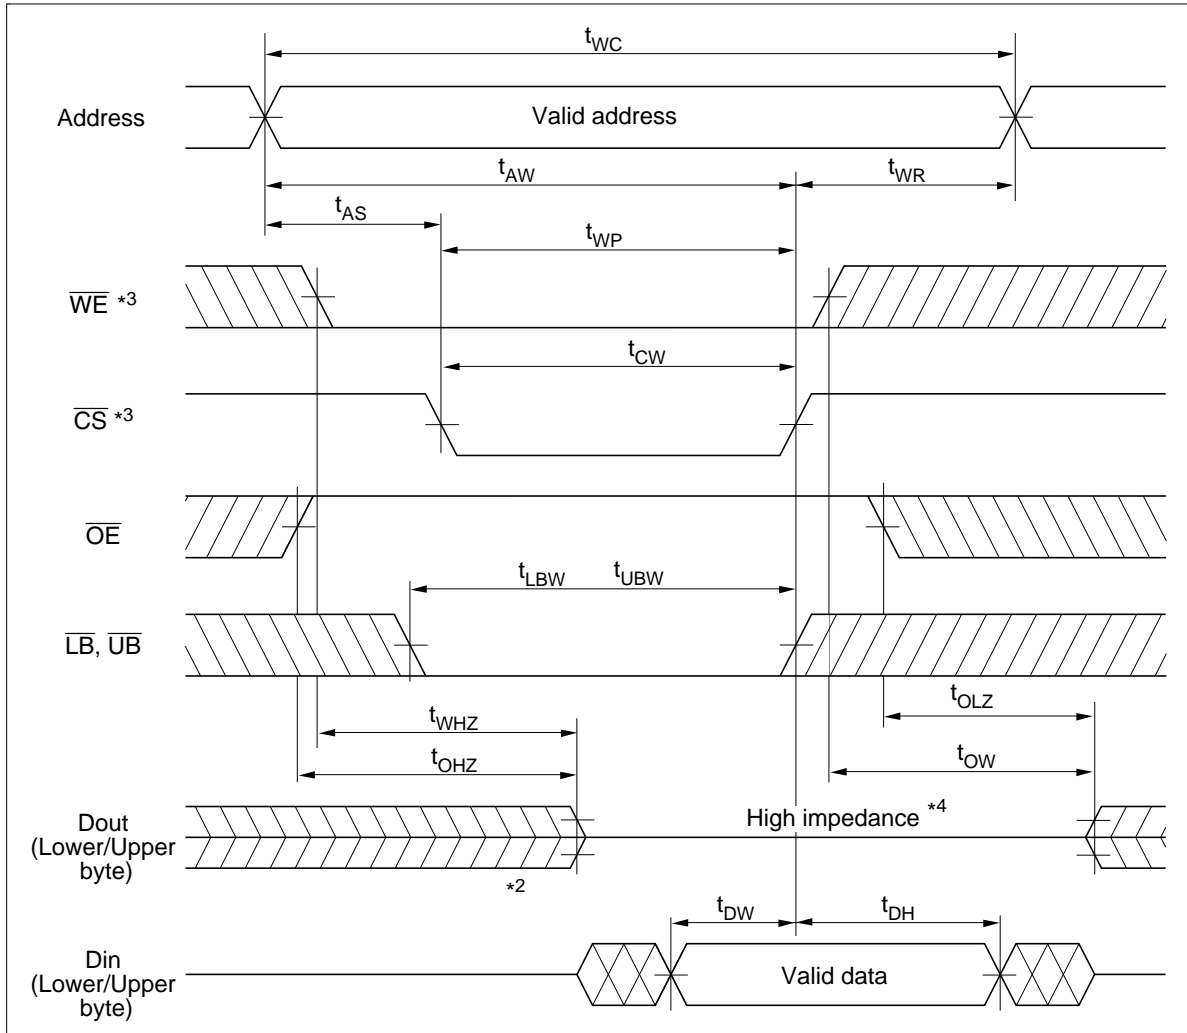 tWC
Address
Valid address
tAW
tWR
tAS
tWP
WE *3
tCW
CS *3
OE
tLBW tUBW
LB, UB
tOLZ
tWHZ
tOW
tOHZ
Dout
(Lower/Upper
byte)
High impedance *4
*2
tDW
tDH
Din
(Lower/Upper
byte)
Valid data